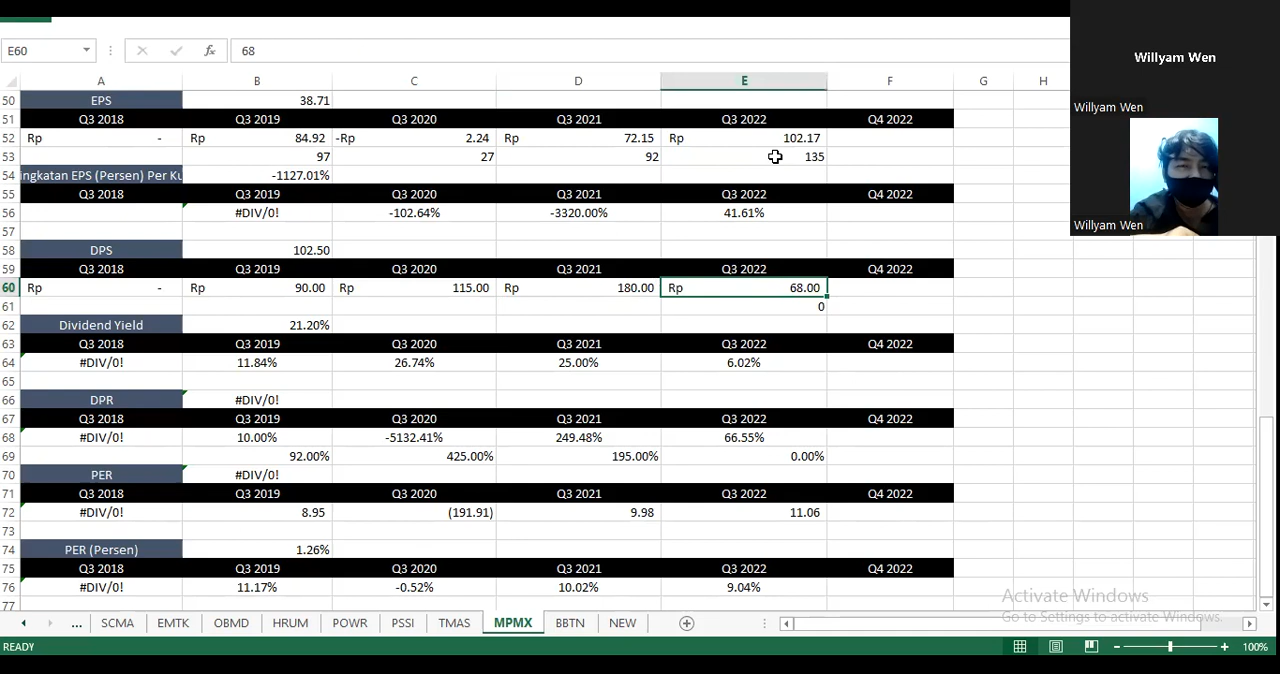 E60 fx 68
Willyam Wen
Willyam Wen
Willyam Wen
A B C D E F G H
50 EPS 38.71
51 Q3 2018 Q3 2019 Q3 2020 Q3 2021 Q3 2022 Q4 2022
52 Rp - Rp 84.92 -Rp 2.24 Rp 72.15 Rp 102.17
53 97 27 92 135
54 ingkatan EPS (Persen) Per Ku -1127.01%
55 Q3 2018 Q3 2019 Q3 2020 Q3 2021 Q3 2022 Q4 2022
56 #DIV/0! -102.64% -3320.00% 41.61%
57
58 DPS 102.50
59 Q3 2018 Q3 2019 Q3 2020 Q3 2021 Q3 2022 Q4 2022
60 Rp - Rp 90.00 Rp 115.00 Rp 180.00 Rp 68.00
61 0
62 Dividend Yield 21.20%
63 Q3 2018 Q3 2019 Q3 2020 Q3 2021 Q3 2022 Q4 2022
64 #DIV/0! 11.84% 26.74% 25.00% 6.02%
65
66 DPR #DIV/0!
67 Q3 2018 Q3 2019 Q3 2020 Q3 2021 Q3 2022 Q4 2022
68 #DIV/0! 10.00% -5132.41% 249.48% 66.55%
69 92.00% 425.00% 195.00% 0.00%
70 PER #DIV/0!
71 Q3 2018 Q3 2019 Q3 2020 Q3 2021 Q3 2022 Q4 2022
72 #DIV/0! 8.95 (191.91) 9.98 11.06
73
74 PER (Persen) 1.26%
75 Q3 2018 Q3 2019 Q3 2020 Q3 2021 Q3 2022 Q4 2022
76 #DIV/0! 11.17% -0.52% 10.02% 9.04%
77
Activate Windows
Go to Settings to activate Windows.
... SCMA EMTK OBMD HRUM POWR PSSI TMAS MPMX BBTN NEW
READY 100%